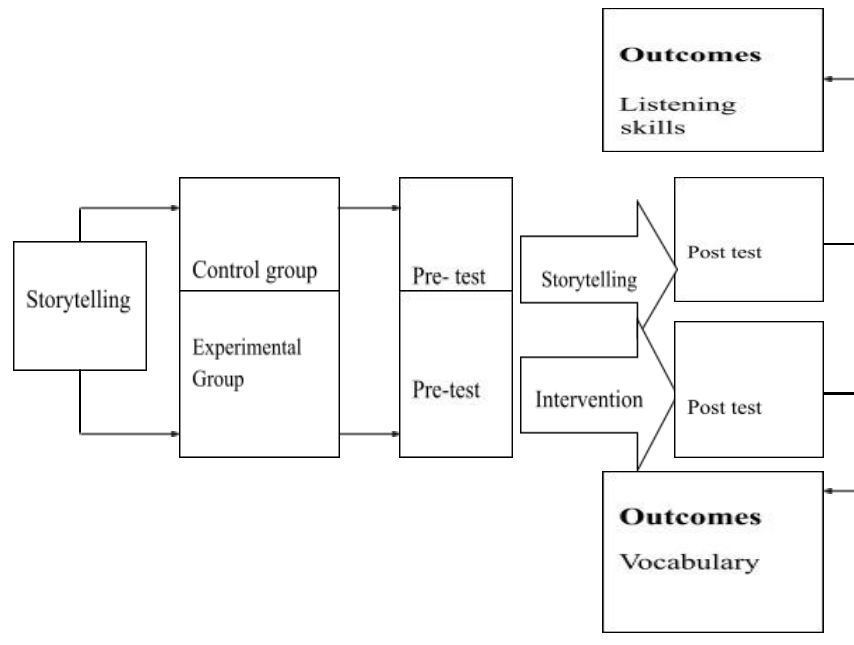 Outcomes
Listening
skills
Storytelling
Control group
Experimental
Group
Pre- test
Pre-test
Storytelling
Intervention
Post test
Post test
Outcomes
Vocabulary